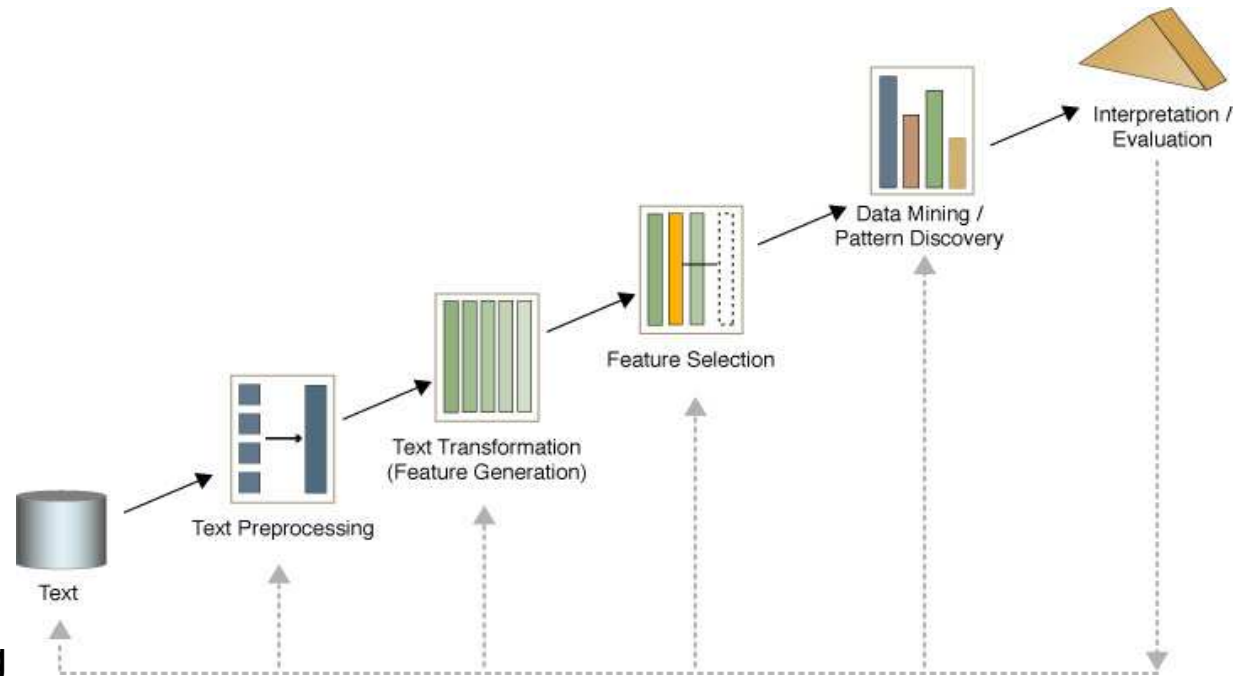 Text
Text Preprocessing
Text Transformation
(Feature Generation)
Feature Selection
Data Mining /
Pattern Discovery
Interpretation /
Evaluation